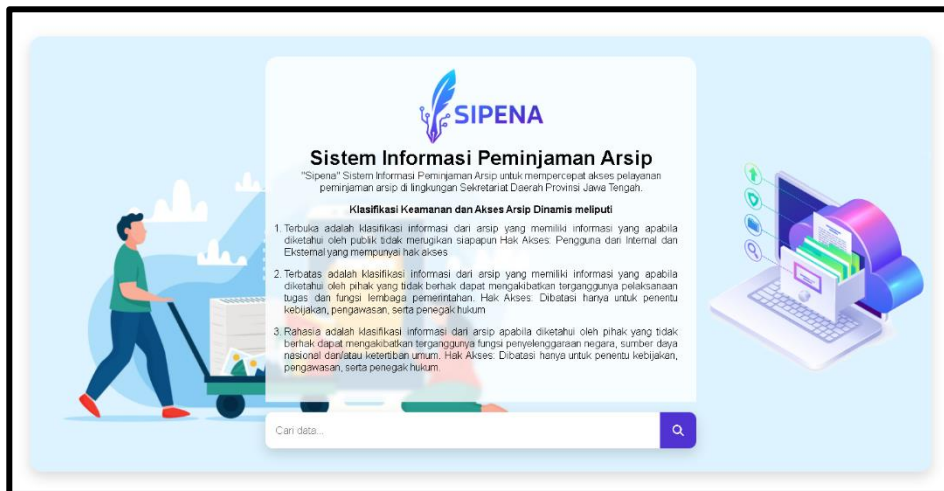 SIPENA
Sistem Informasi Peminjaman Arsip
"Sipena" Sistem Informasi Peminjaman Arsip untuk mempercepat akses pelayanan
peminjaman arsip di lingkungan Sekretariat Daerah Provinsi Jawa Tengah.
Klasifikasi Keamanan dan Akses Arsip Dinamis meliputi
1. Terbuka adalah klasifikasi informasi dari arsip yang memiliki informasi yang apabila
diketahui oleh publik tidak merugikan siapapun Hak Akses: Pengguna dari Internal dan
Eksternal yang mempunyai hak akses
2. Terbatas adalah klasifikasi informasi dari arsip yang memiliki informasi yang apabila
diketahui oleh pihak yang tidak berhak dapat mengakibatkan terganggunya pelaksanaan
tugas dan fungsi lembaga pemerintahan. Hak Akses: Dibatasi hanya untuk penentu
kebijakan, pengawasan, serta penegak hukum
3. Rahasia adalah klasifikasi informasi dari arsip apabila diketahui oleh pihak yang tidak
berhak dapat mengakibatkan terganggunya fungsi penyelenggaraan negara, sumber daya
nasional dan/atau ketertiban umum. Hak Akses: Dibatasi hanya untuk penentu kebijakan,
pengawasan, serta penegak hukum.
Cari data...